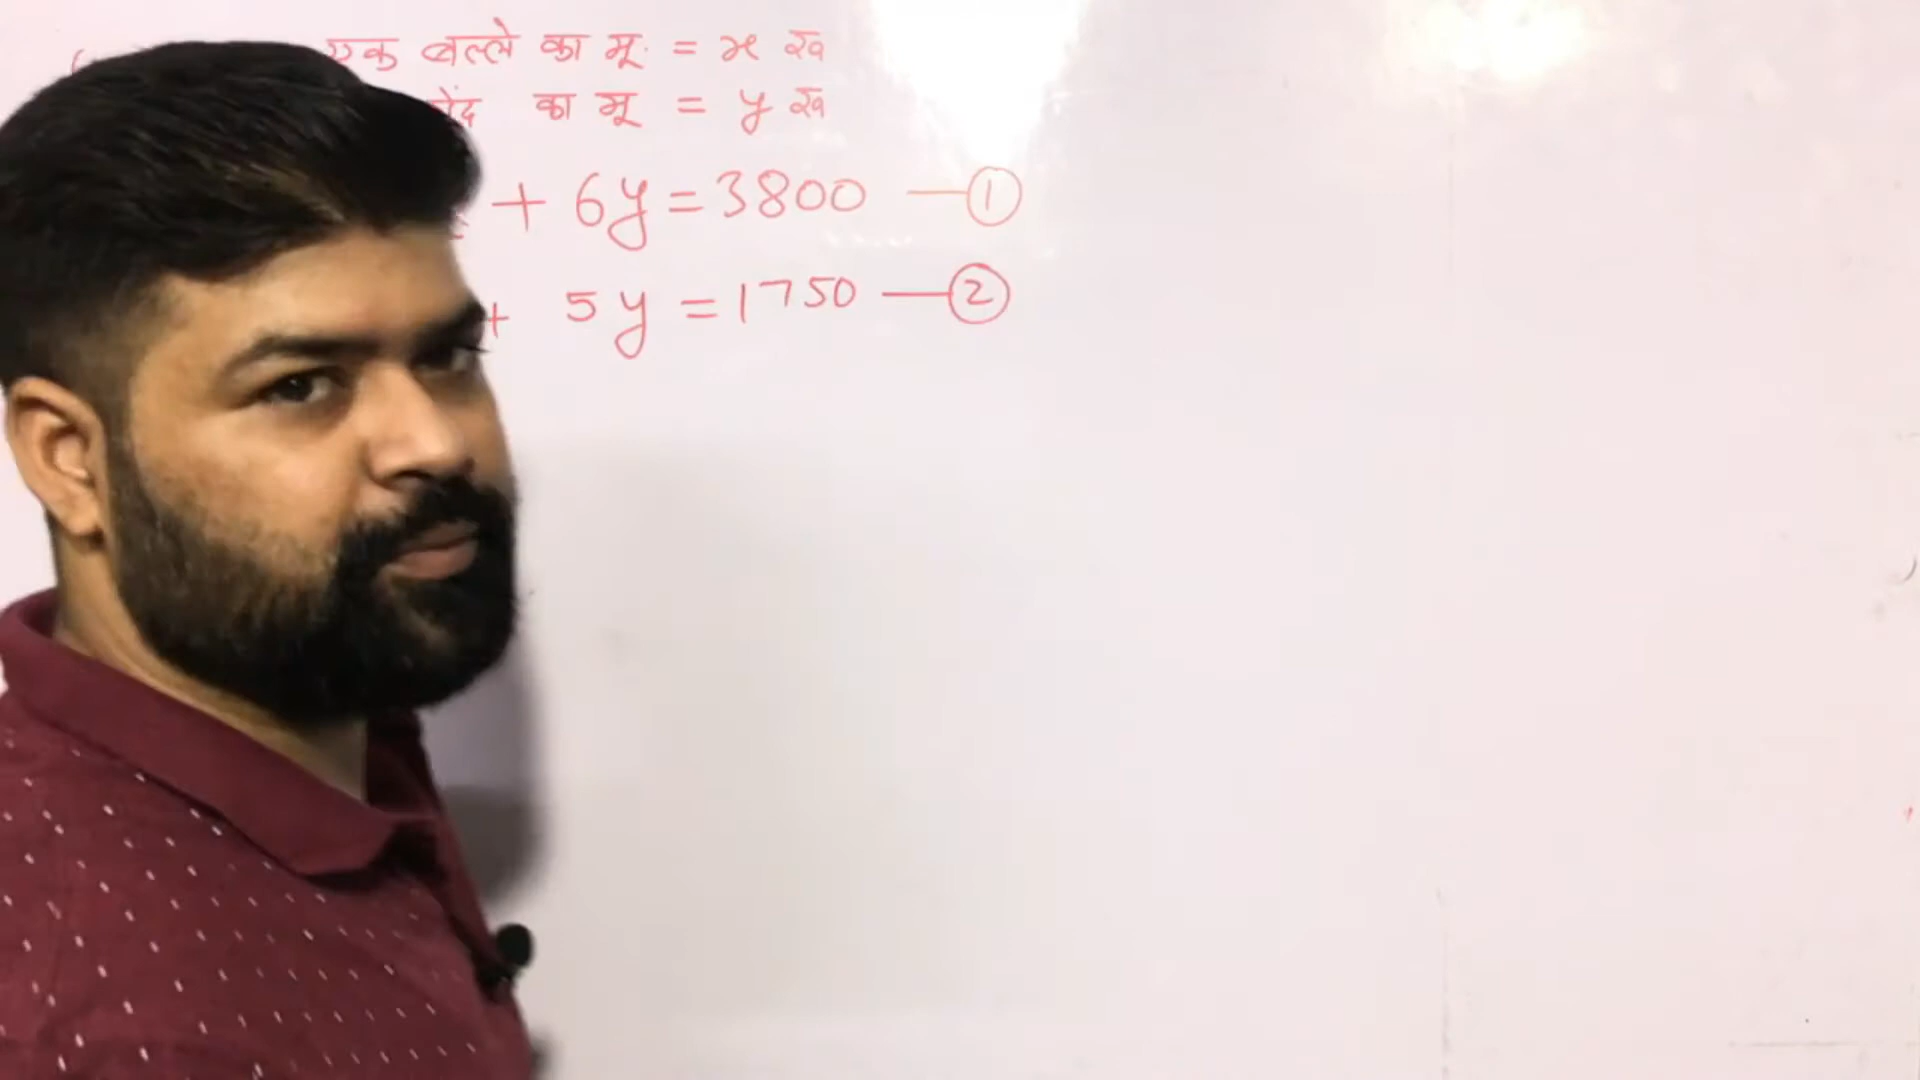 एक बल्ले का मू. = x रु
का मू = y रु
+ 6y = 3800 — ①
+ 5y = 1750 — ②